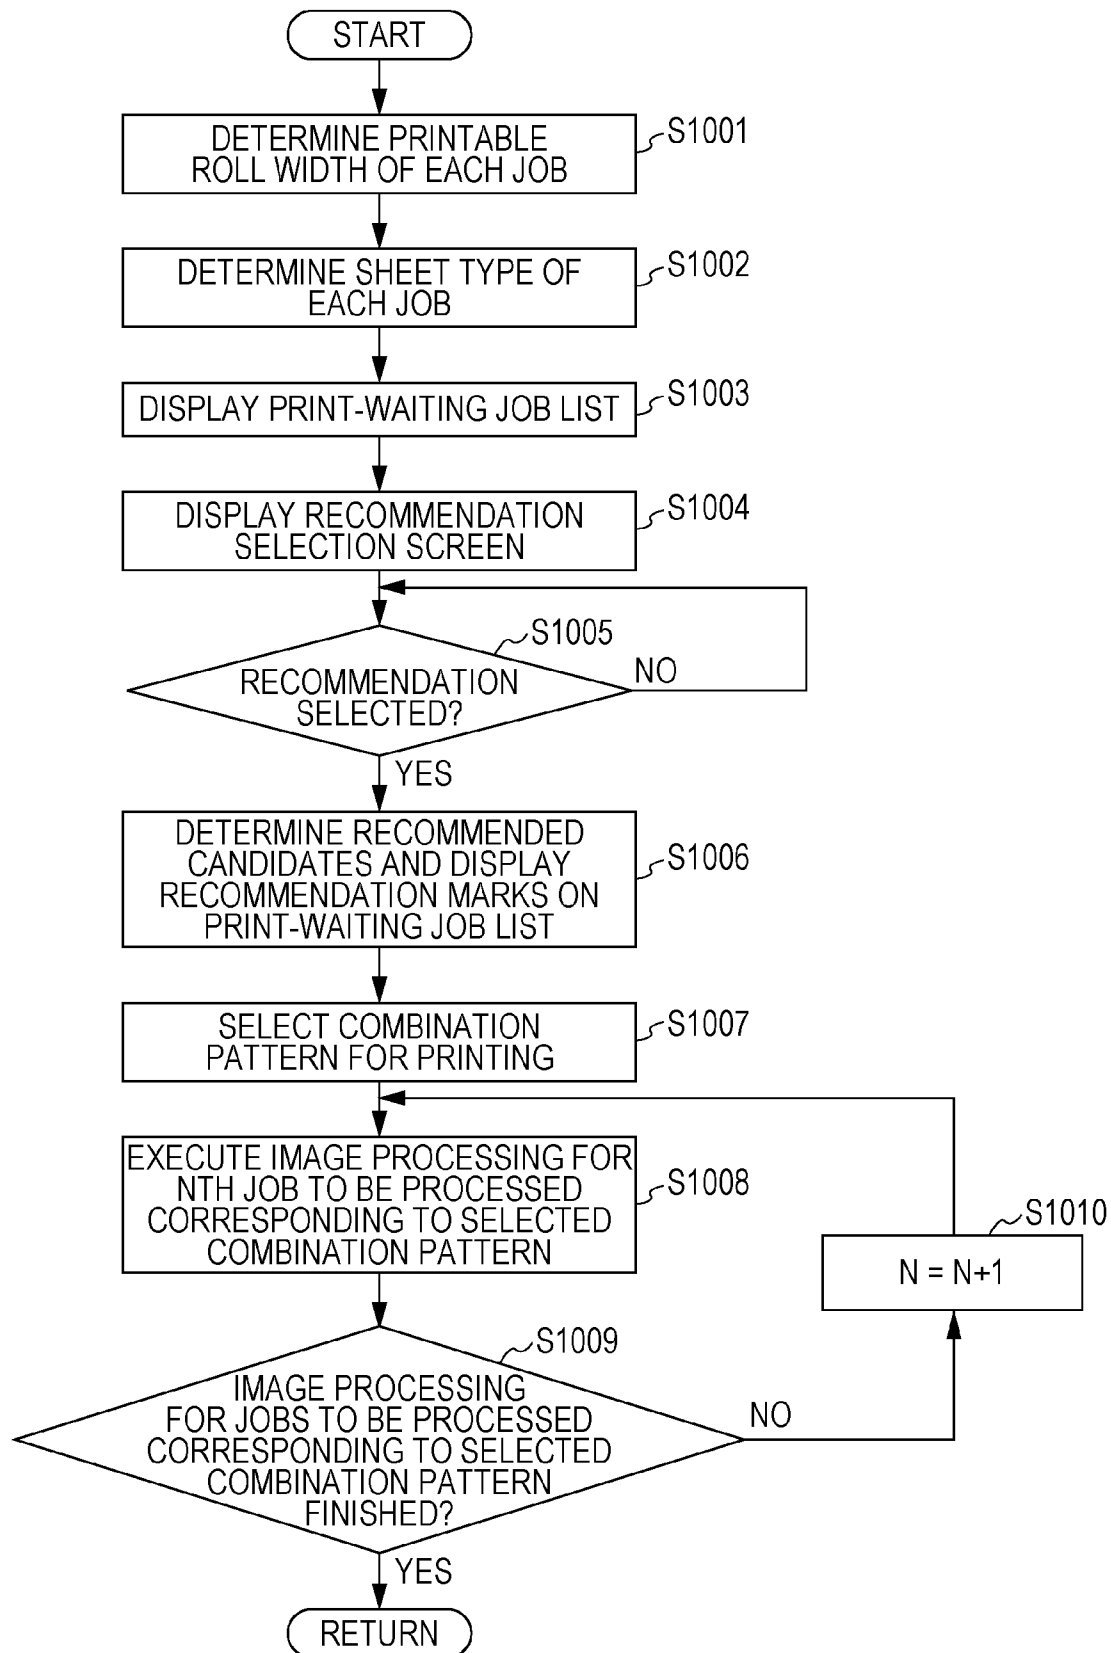 START
DETERMINE PRINTABLE
ROLL WIDTH OF EACH JOB
S1001
DETERMINE SHEET TYPE OF
EACH JOB
S1002
DISPLAY PRINT-WAITING JOB LIST
S1003
DISPLAY RECOMMENDATION
SELECTION SCREEN
S1004
S1005
RECOMMENDATION
SELECTED?
NO
YES
DETERMINE RECOMMENDED
CANDIDATES AND DISPLAY
RECOMMENDATION MARKS ON
PRINT-WAITING JOB LIST
S1006
SELECT COMBINATION
PATTERN FOR PRINTING
S1007
EXECUTE IMAGE PROCESSING FOR
NTH JOB TO BE PROCESSED
CORRESPONDING TO SELECTED
COMBINATION PATTERN
S1008
S1010
N = N+1
S1009
IMAGE PROCESSING
FOR JOBS TO BE PROCESSED
CORRESPONDING TO SELECTED
COMBINATION PATTERN
FINISHED?
NO
YES
RETURN